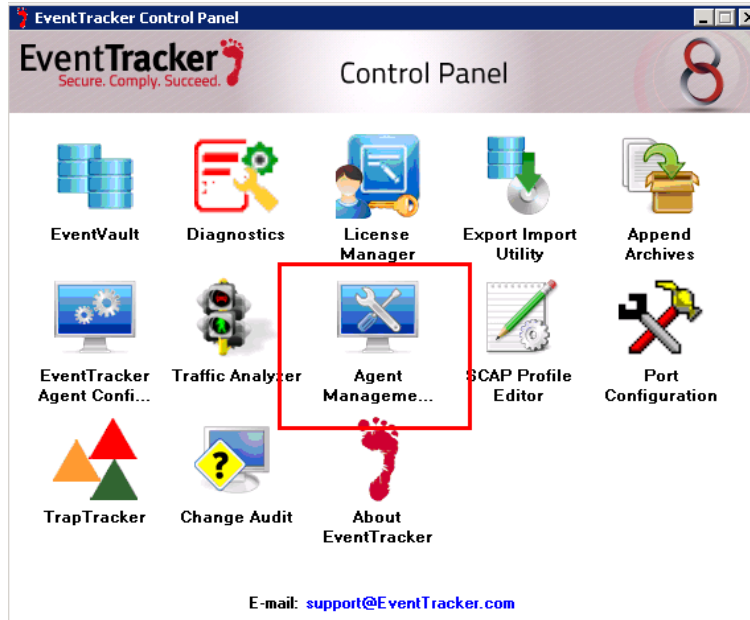 EventTracker Control Panel
EventTracker
Secure. Comply. Succeed.
Control Panel
EventVault
Diagnostics
License
Manager
Export Import
Utility
Append
Archives
EventTracker
Agent Confi...
Traffic Analyzer
Agent
Manageme...
SCAP Profile
Editor
Port
Configuration
TrapTracker
Change Audit
About
EventTracker
E-mail: support@EventTracker.com